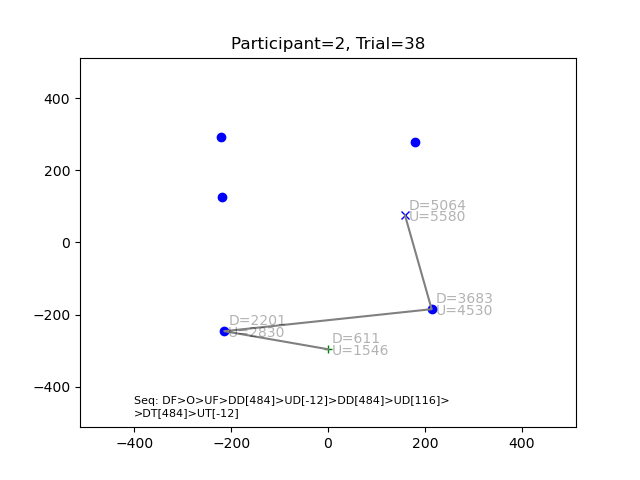 Participant=2, Trial=38
400
200
0
−200
−400
D=5064
U=5580
D=3683
U=4530
D=2201
U=2830
D=611
U=1546
Seq: DF>O>UF>DD[484]>UD[-12]>DD[484]>UD[116]>
>DT[484]>UT[-12]
−400 −200 0 200 400